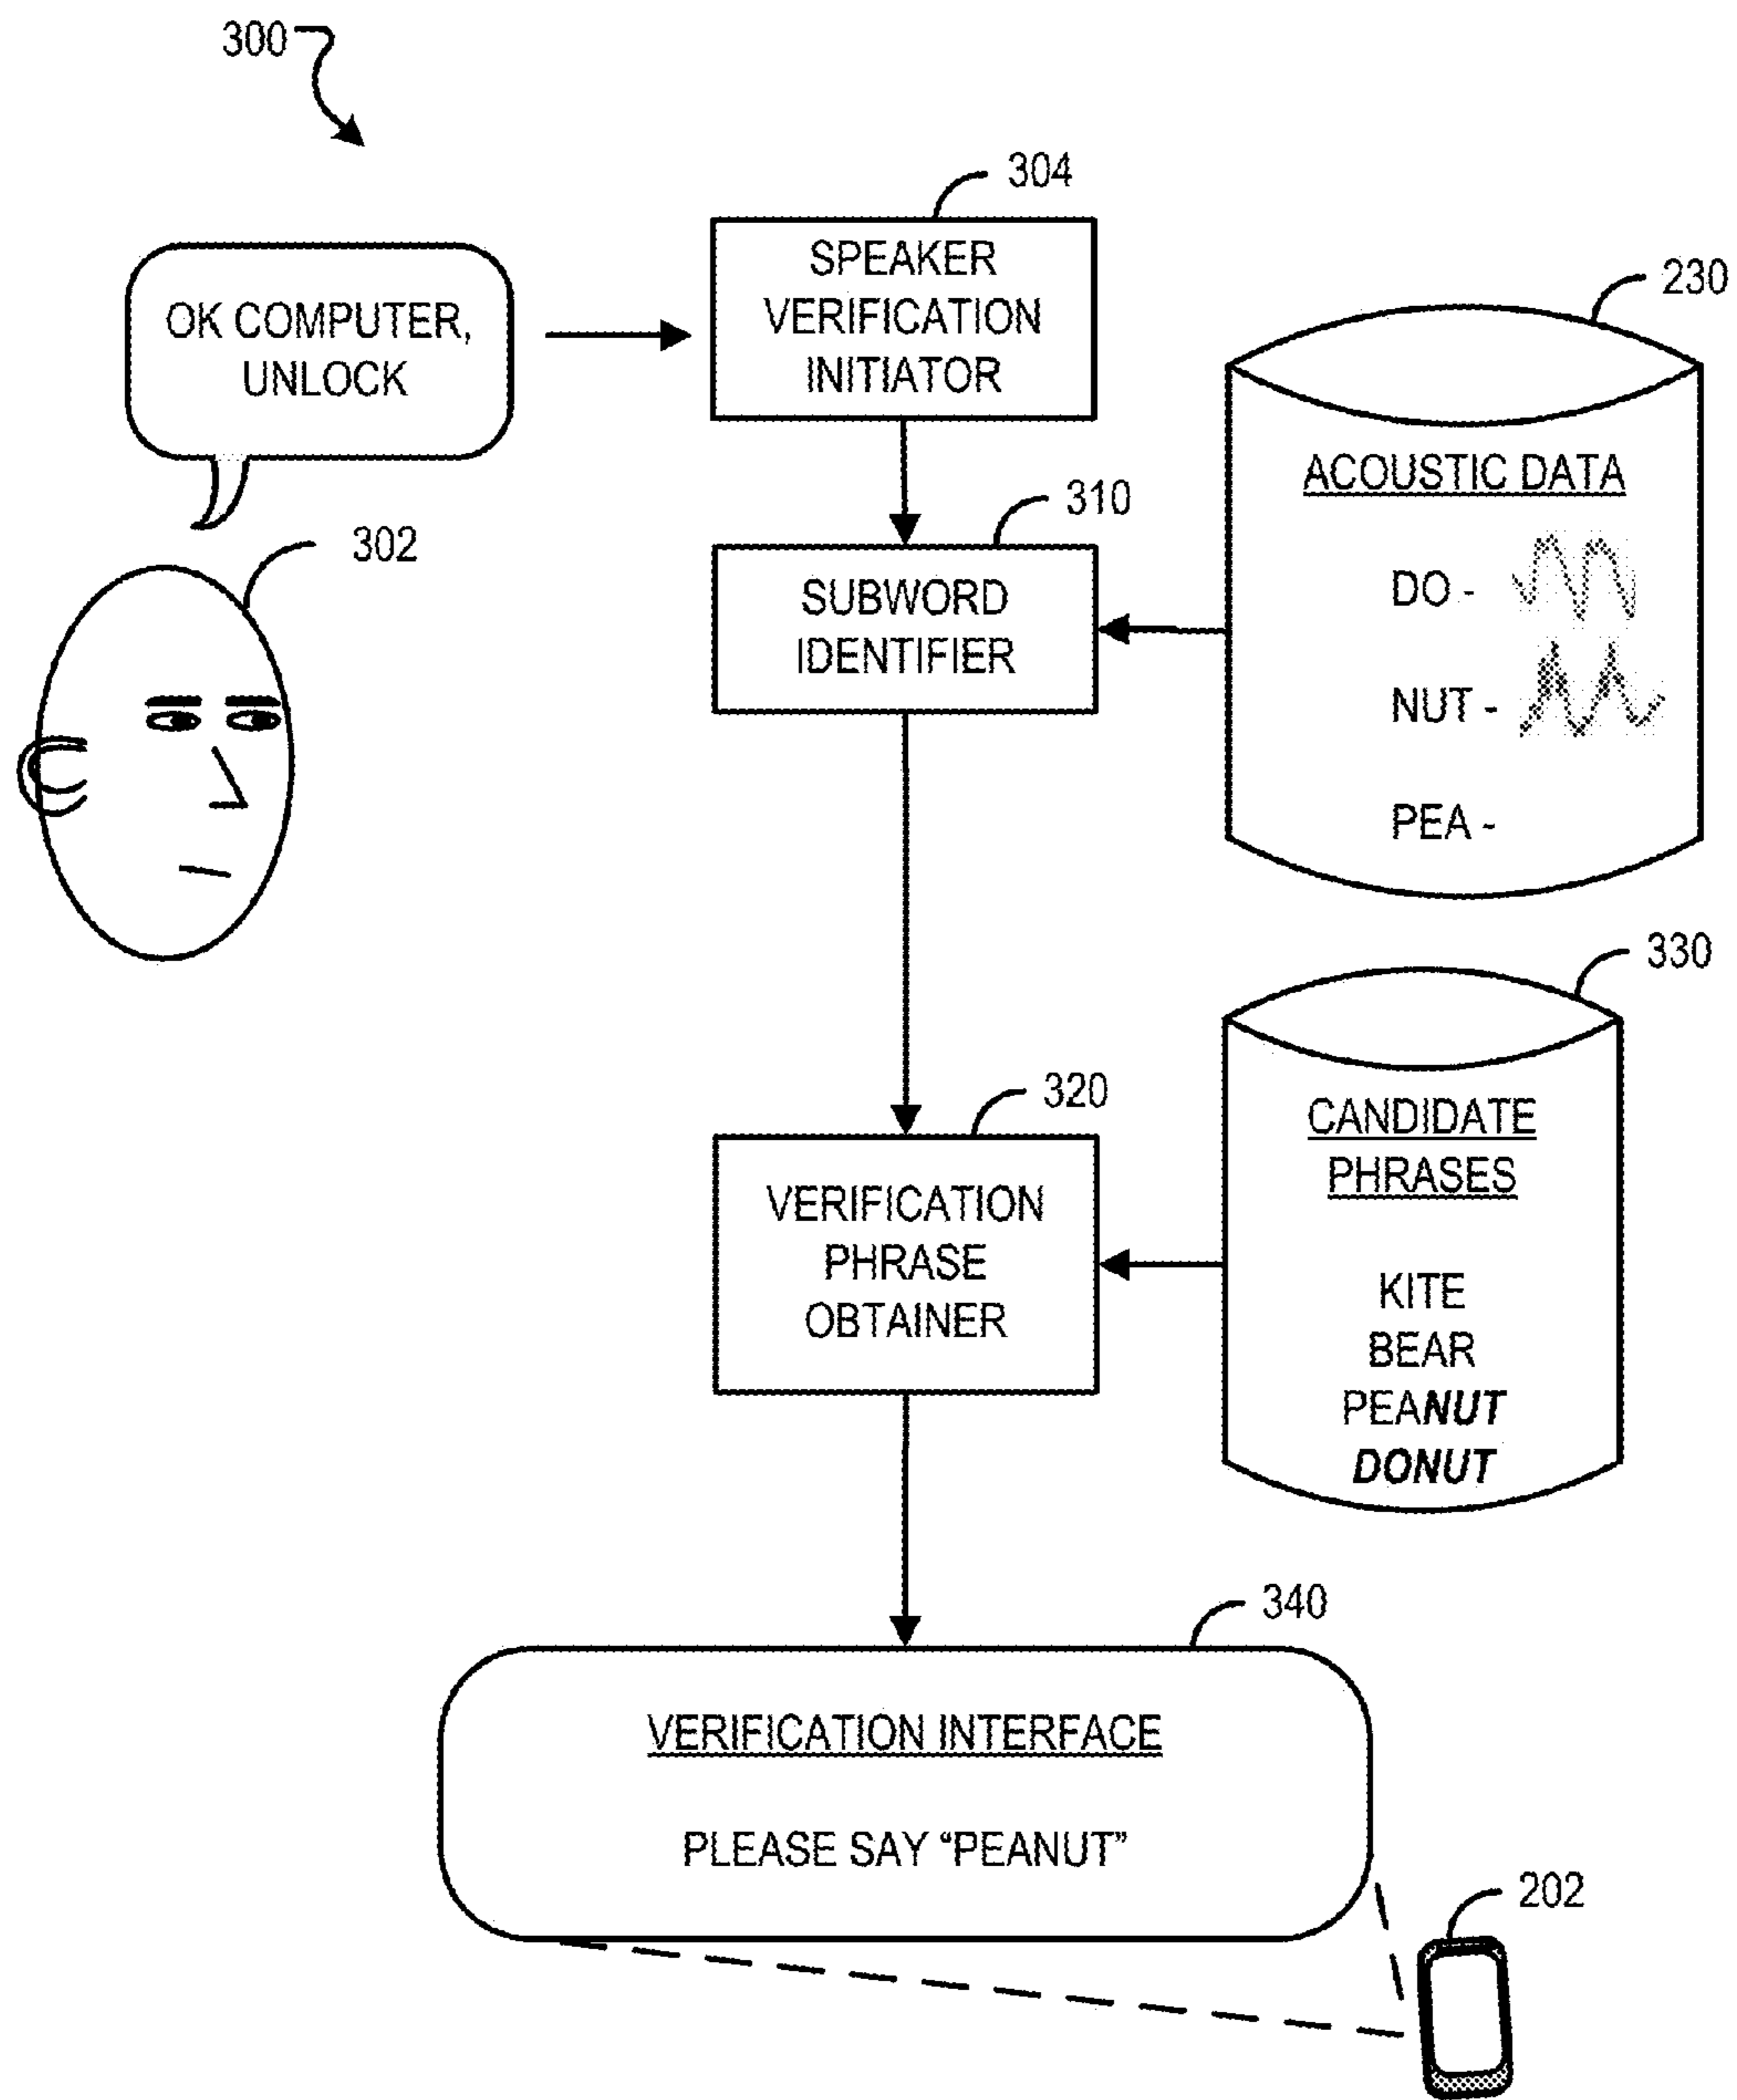 300
304
SPEAKER
VERIFICATION
INITIATOR
OK COMPUTER,
UNLOCK
302
310
SUBWORD
IDENTIFIER
230
ACOUSTIC DATA
DO -
NUT -
PEA -
320
VERIFICATION
PHRASE
OBTAINER
330
CANDIDATE
PHRASES
KITE
BEAR
PEANUT
DONUT
340
VERIFICATION INTERFACE
PLEASE SAY “PEANUT”
202